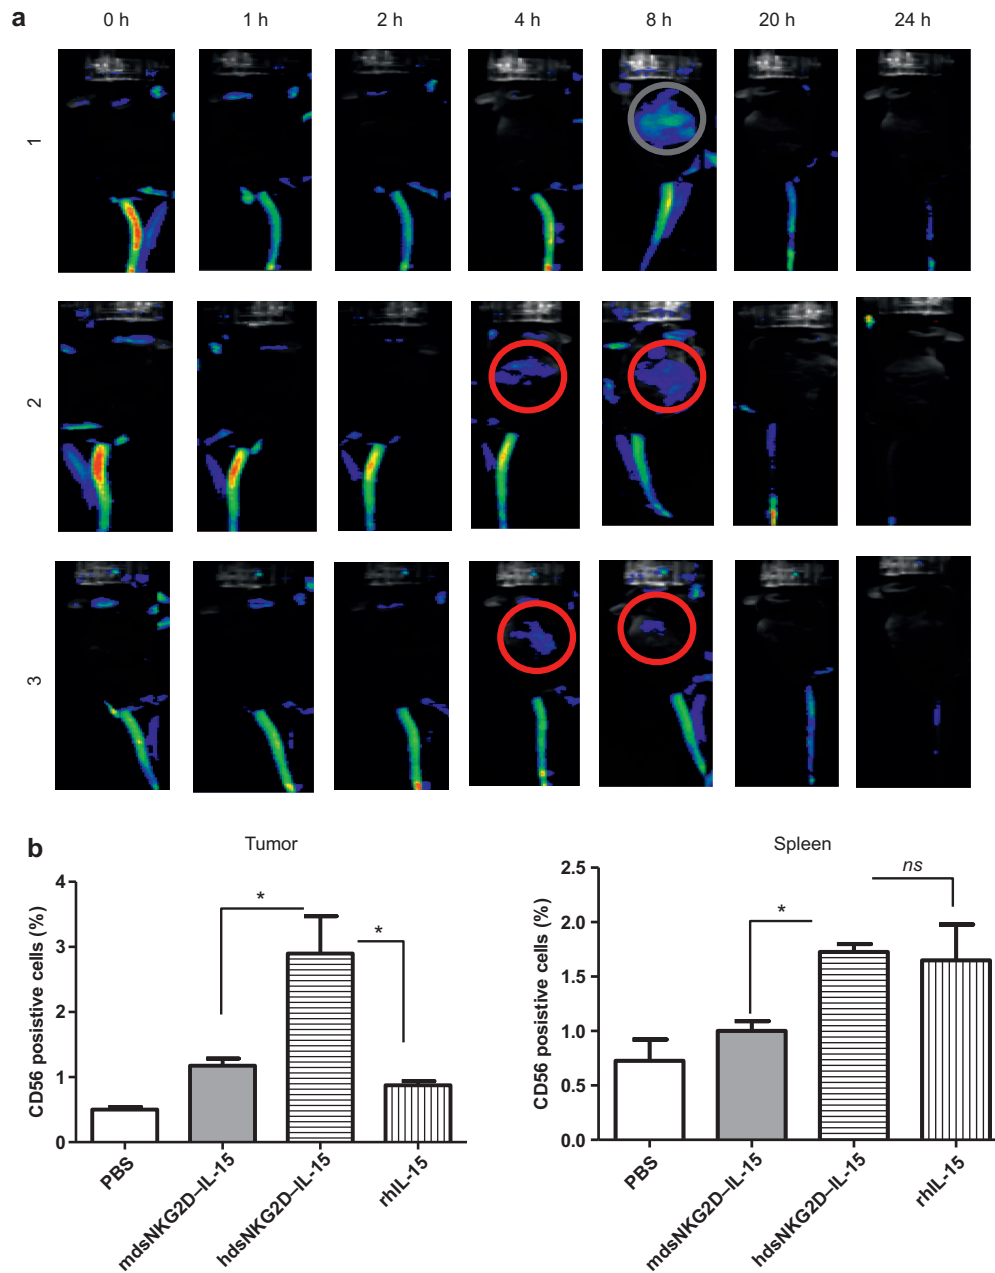 a
0 h 1 h 2 h 4 h 8 h 20 h 24 h
1
2
3
b
Tumor
CD56 posistive cells (%)
4
3
2
1
0
*
*
PBS
mdsNKG2D–IL-15
hdsNKG2D–IL-15
rhIL-15
Spleen
CD56 positive cells (%)
2.5
2.0
1.5
1.0
0.5
0.0
*
ns
PBS
mdsNKG2D–IL-15
hdsNKG2D–IL-15
rhIL-15